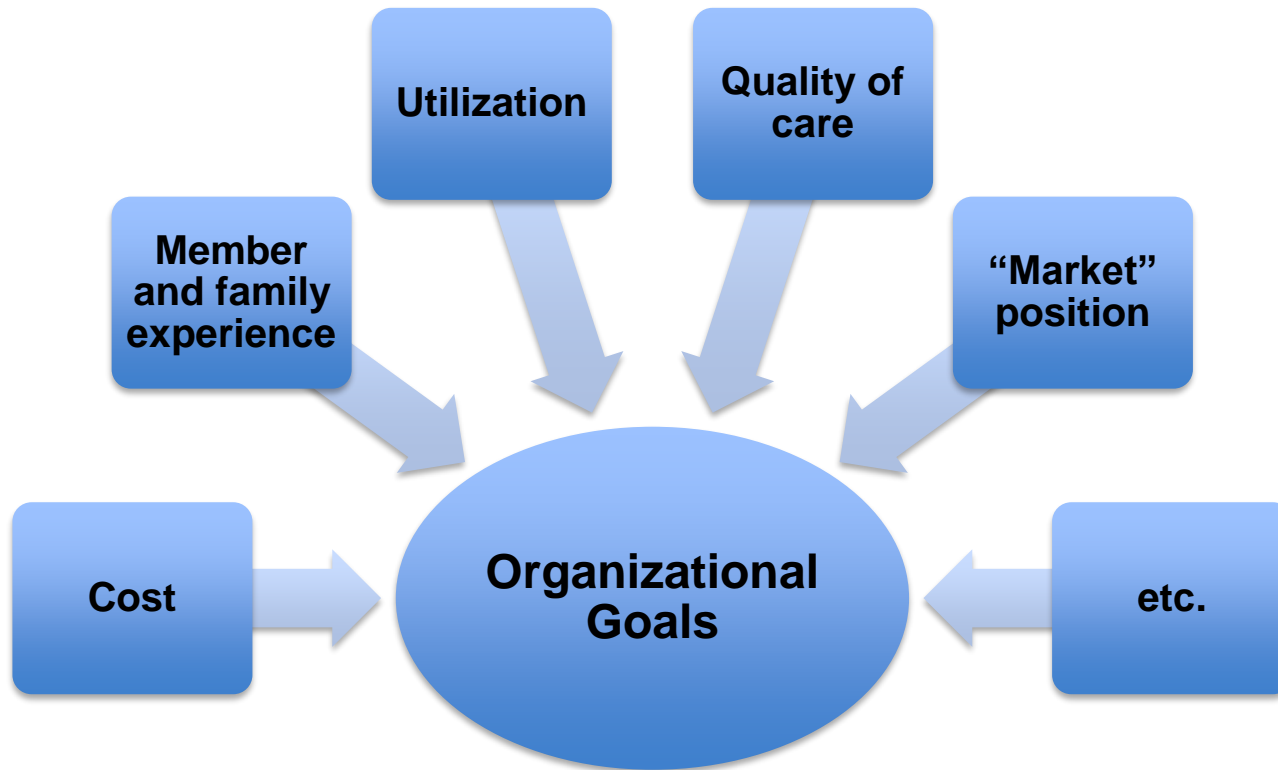 Utilization
Quality of
care
Member
and family
experience
“Market”
position
Cost
Organizational
Goals
etc.